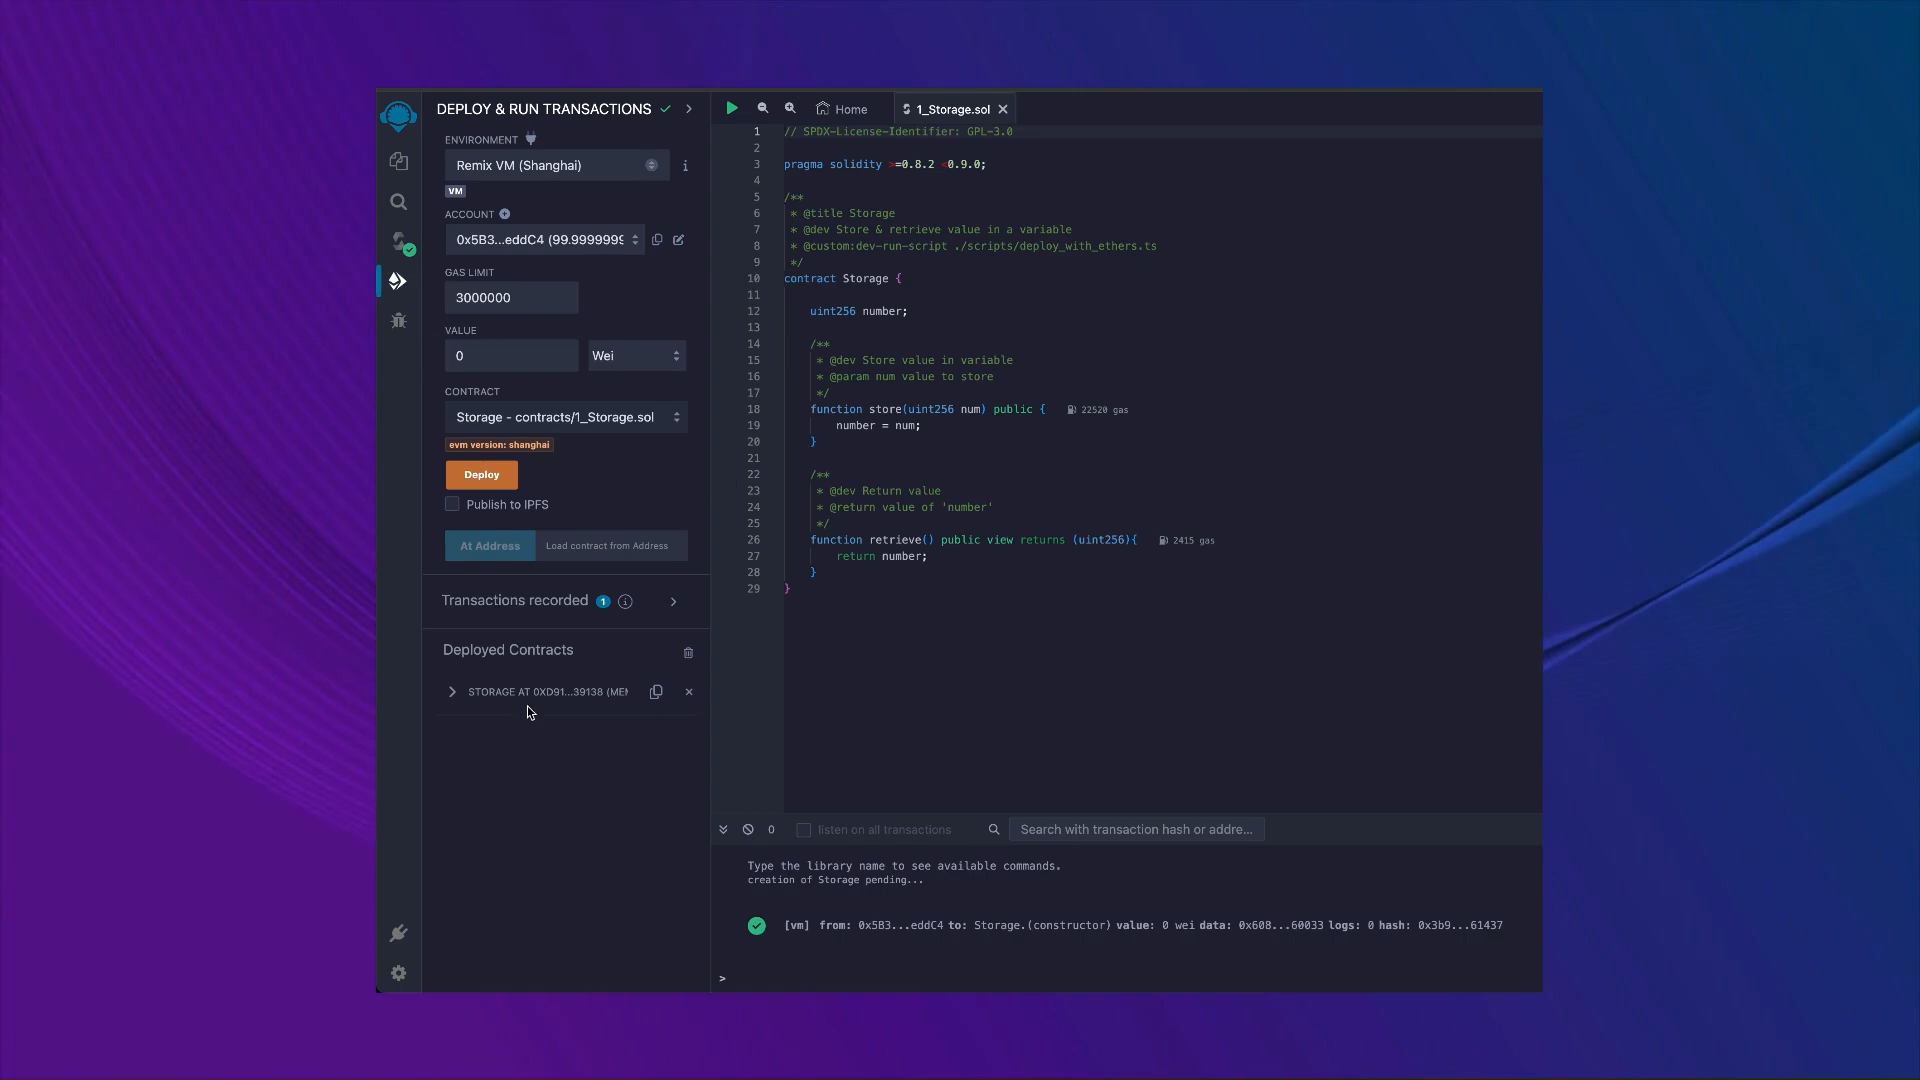 DEPLOY & RUN TRANSACTIONS
ENVIRONMENT
Remix VM (Shanghai)
VM
ACCOUNT
0x5B3...eddC4 (99.9999999
GAS LIMIT
3000000
VALUE
0
Wei
CONTRACT
Storage - contracts/1_Storage.sol
evm version: shanghai
Deploy
Publish to IPFS
At Address
Load contract from Address
Transactions recorded 1
Deployed Contracts
STORAGE AT 0XD91...39138 (MEM
Home
1_Storage.sol
1 // SPDX-License-Identifier: GPL-3.0
2
3 pragma solidity >=0.8.2 <0.9.0;
4
5 /**
6 * @title Storage
7 * @dev Store & retrieve value in a variable
8 * @custom:dev-run-script ./scripts/deploy_with_ethers.ts
9 */
10 contract Storage {
11
12 uint256 number;
13
14 /**
15 * @dev Store value in variable
16 * @param num value to store
17 */
18 function store(uint256 num) public { 22520 gas
19 number = num;
20 }
21
22 /**
23 * @dev Return value
24 * @return value of 'number'
25 */
26 function retrieve() public view returns (uint256){ 2415 gas
27 return number;
28 }
29 }
0
listen on all transactions
Search with transaction hash or addre...
Type the library name to see available commands.
creation of Storage pending...
[vm] from: 0x5B3...eddC4 to: Storage.(constructor) value: 0 wei data: 0x608...60033 logs: 0 hash: 0x3b9...61437
>